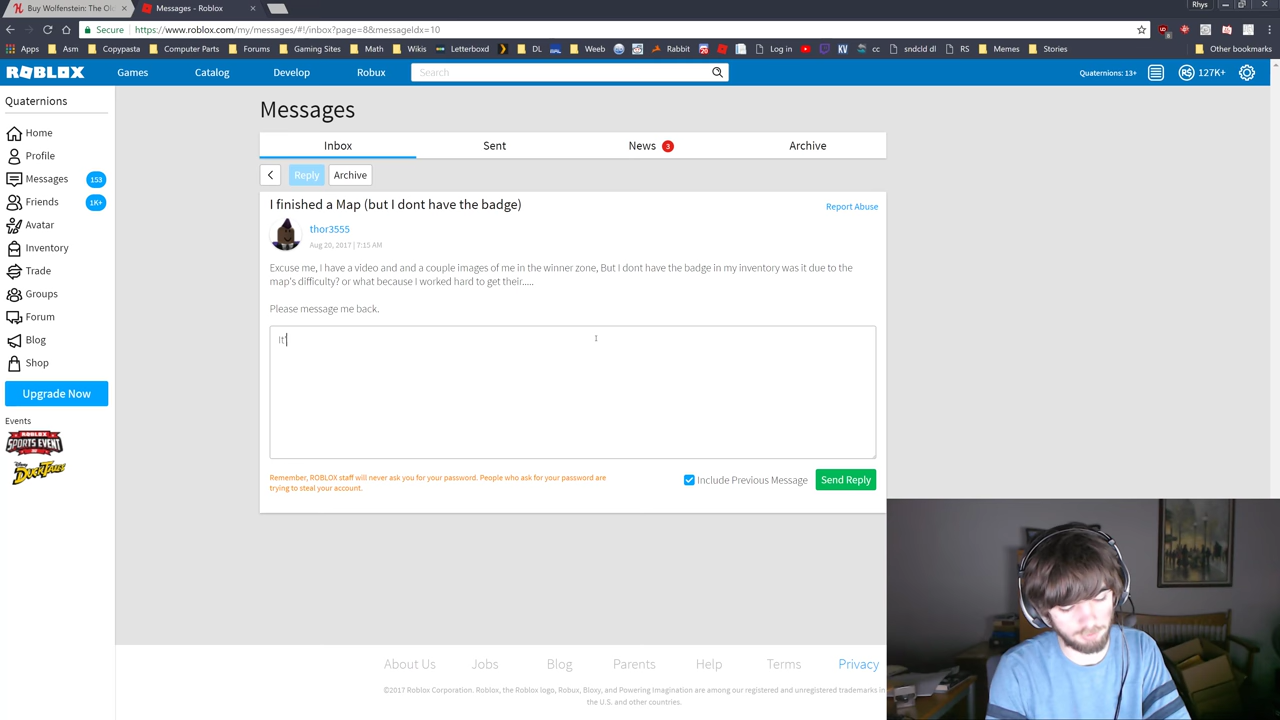 Buy Wolfenstein: The Old
Messages - Roblox
Rhys
Secure
https://www.roblox.com/my/messages/#!/inbox?page=8&messageIdx=10
Apps Asm Copypasta Computer Parts Forums Gaming Sites Math Wikis Letterboxd DL Weeb cc Rabbit Log in KV cc sndcld dl RS Memes Stories Other bookmarks
ROBLOX Games Catalog Develop Robux Search Quaternions: 13+ R$ 127K+
Quaternions
Home
Profile
Messages 153
Friends 1K+
Avatar
Inventory
Trade
Groups
Forum
Blog
Shop
Upgrade Now
Events
ROBLOX
SPORTS EVENT
DUCKTALES
Messages
Inbox Sent News 3 Archive
Reply Archive
I finished a Map (but I dont have the badge)
Report Abuse
thor3555
Aug 20, 2017 | 7:15 AM
Excuse me, I have a video and and a couple images of me in the winner zone, But I dont have the badge in my inventory was it due to the
map's difficulty? or what because I worked hard to get their.....
Please message me back.
It'
Remember, ROBLOX staff will never ask you for your password. People who ask for your password are
trying to steal your account.
Include Previous Message
Send Reply
About Us Jobs Blog Parents Help Terms Privacy
©2017 Roblox Corporation. Roblox, the Roblox logo, Robux, Bloxy, and Powering Imagination are among our registered and unregistered trademarks in
the U.S. and other countries.